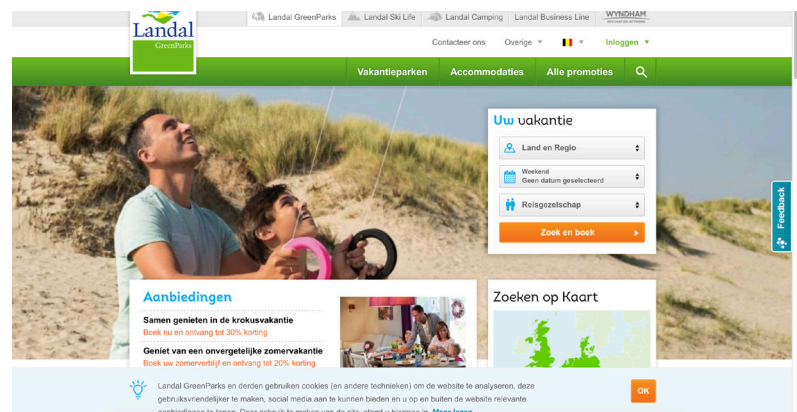 Landal GreenParks
Landal Ski Life
Landal Camping
Landal Business Line
WYNDHAM
Landal
GreenParks
Contacteer ons
Overige
Inloggen
Vakantieparken
Accommodaties
Alle promoties
Uw vakantie
Land en Regio
Weekend
Geen datum geselecteerd
Reisgezelschap
Zoek en boek
Feedback
Aanbiedingen
Samen genieten in de krokusvakantie
Boek nu en ontvang tot 30% korting
Geniet van een onvergetelijke zomervakantie
Boek uw zomerverblijf en ontvang tot 20% korting
Zoeken op Kaart
Landal GreenParks en derden gebruiken cookies (en andere technieken) om de website te analyseren, deze
gebruiksvriendelijker te maken, social media aan te kunnen bieden en u op en buiten de website relevante
OK